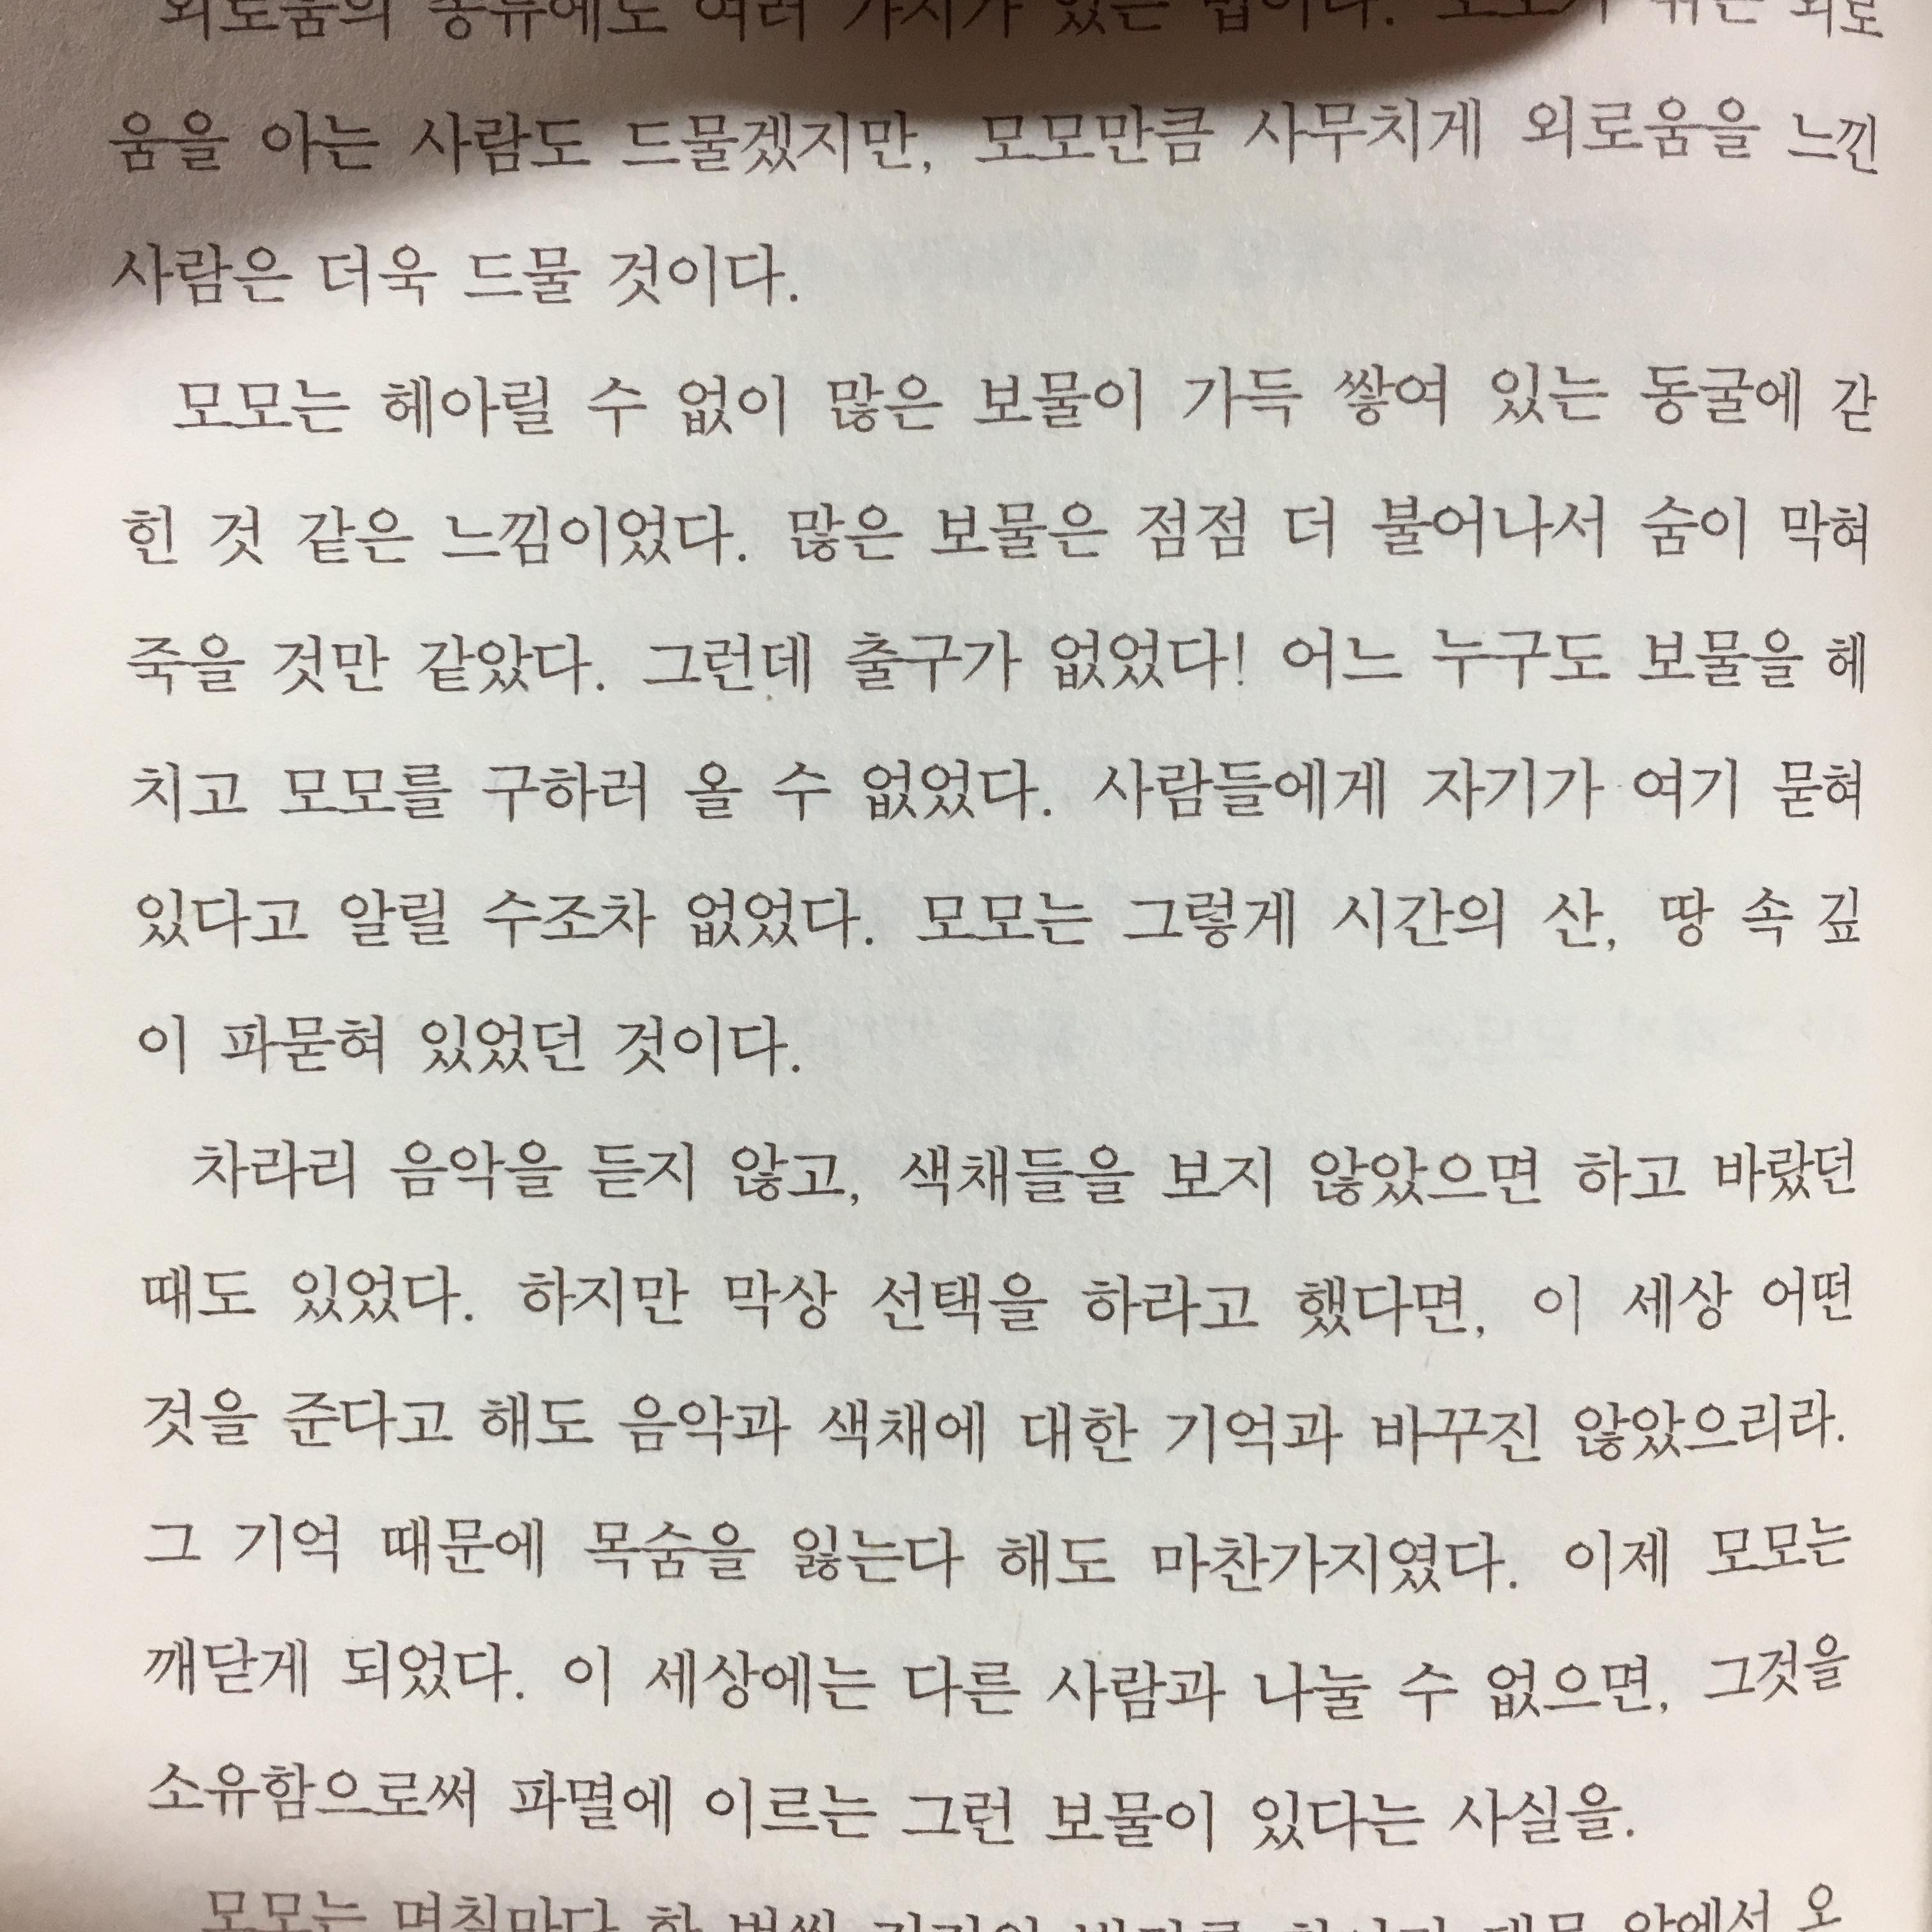 외로움의 종류에도 여러 가지가 있는 법이다. 모모가 겪은 외로
움을 아는 사람도 드물겠지만, 모모만큼 사무치게 외로움을 느낀
사람은 더욱 드물 것이다.
모모는 헤아릴 수 없이 많은 보물이 가득 쌓여 있는 동굴에 갇
힌 것 같은 느낌이었다. 많은 보물은 점점 더 불어나서 숨이 막혀
죽을 것만 같았다. 그런데 출구가 없었다! 어느 누구도 보물을 헤
치고 모모를 구하러 올 수 없었다. 사람들에게 자기가 여기 묻혀
있다고 알릴 수조차 없었다. 모모는 그렇게 시간의 산, 땅 속 깊
이 파묻혀 있었던 것이다.
차라리 음악을 듣지 않고, 색채들을 보지 않았으면 하고 바랐던
때도 있었다. 하지만 막상 선택을 하라고 했다면, 이 세상 어떤
것을 준다고 해도 음악과 색채에 대한 기억과 바꾸진 않았으리라.
그 기억 때문에 목숨을 잃는다 해도 마찬가지였다. 이제 모모는
깨닫게 되었다. 이 세상에는 다른 사람과 나눌 수 없으면, 그것을
소유함으로써 파멸에 이르는 그런 보물이 있다는 사실을.
모모는 며칠마다 한 번씩